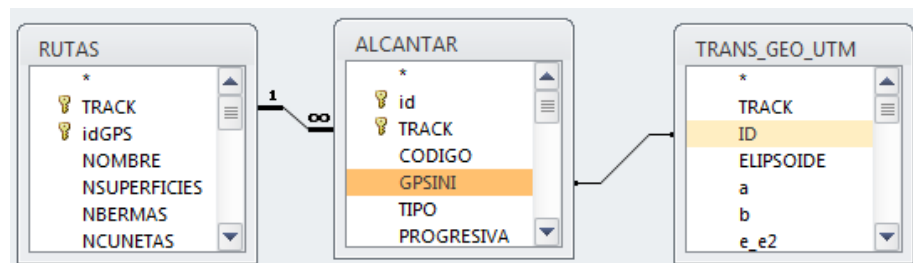 RUTAS
*
TRACK
idGPS
NOMBRE
NSUPERFICIES
NBERMAS
NCUNETAS
1
∞
ALCANTAR
*
id
TRACK
CODIGO
GPSINI
TIPO
PROGRESIVA
TRANS_GEO_UTM
*
TRACK
ID
ELIPSOIDE
a
b
e_e2